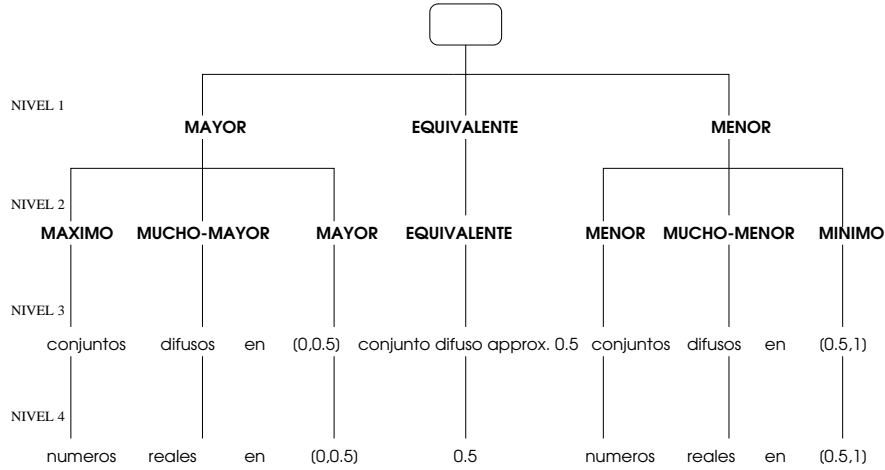 NIVEL 1
MAYOR EQUIVALENTE MENOR
NIVEL 2
MAXIMO MUCHO-MAYOR MAYOR EQUIVALENTE MENOR MUCHO-MENOR MINIMO
NIVEL 3
conjuntos difusos en (0,0.5) conjunto difuso approx. 0.5 conjuntos difusos en (0.5,1)
NIVEL 4
numeros reales en (0,0.5) 0.5 numeros reales en (0.5,1)